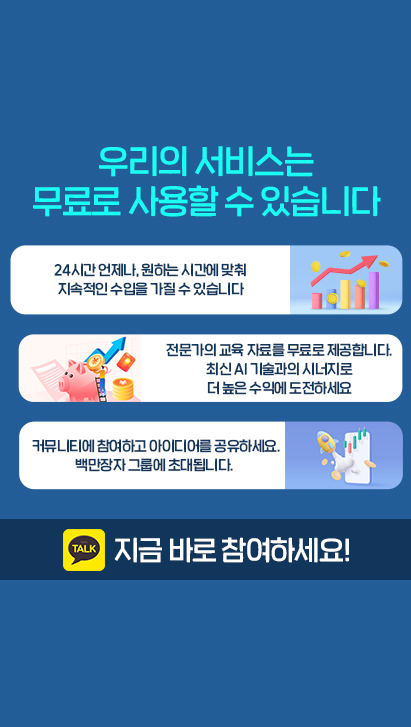 우리의 서비스는
무료로 사용할 수 있습니다
24시간 언제나, 원하는 시간에 맞춰
지속적인 수입을 가질 수 있습니다
전문가의 교육 자료를 무료로 제공합니다.
최신 AI 기술과의 시너지로
더 높은 수익에 도전하세요
커뮤니티에 참여하고 아이디어를 공유하세요.
백만장자 그룹에 초대됩니다.
TALK
지금 바로 참여하세요!